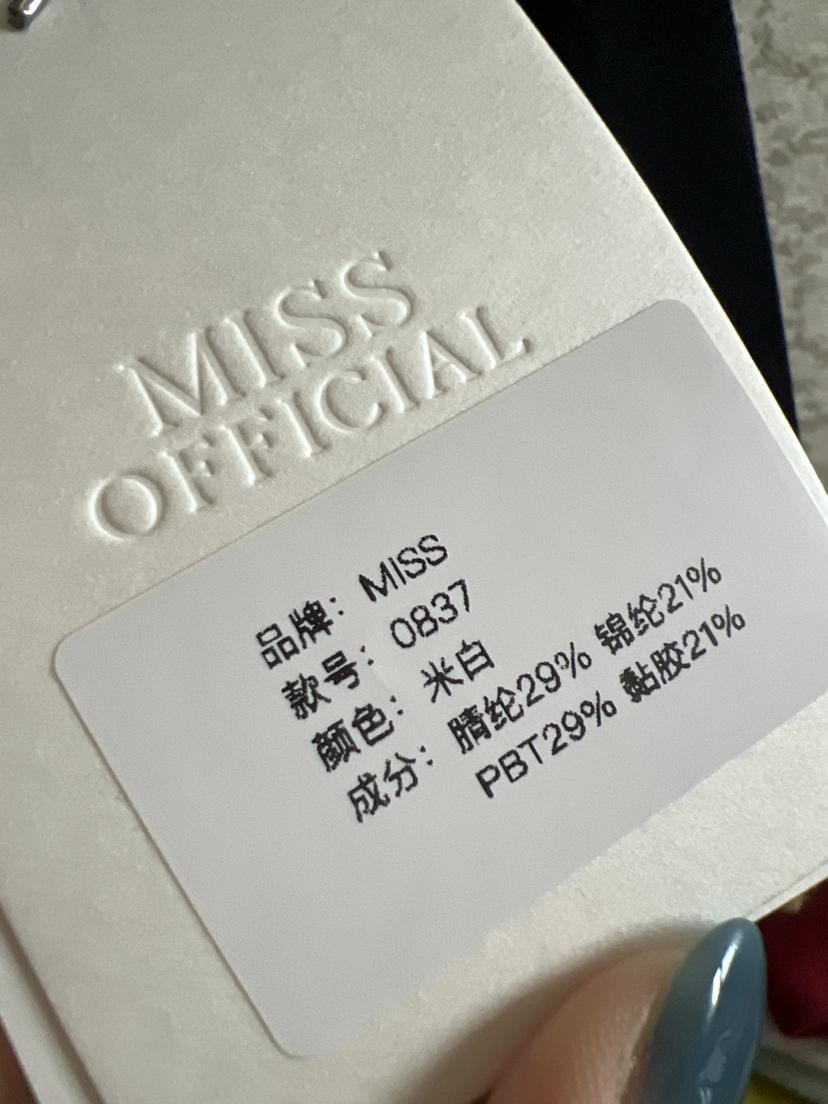 MISS
OFFICIAL
品牌：MISS
款号：0837
颜色：米白
成分：腈纶29% 锦纶21%
PBT29% 黏胶21%